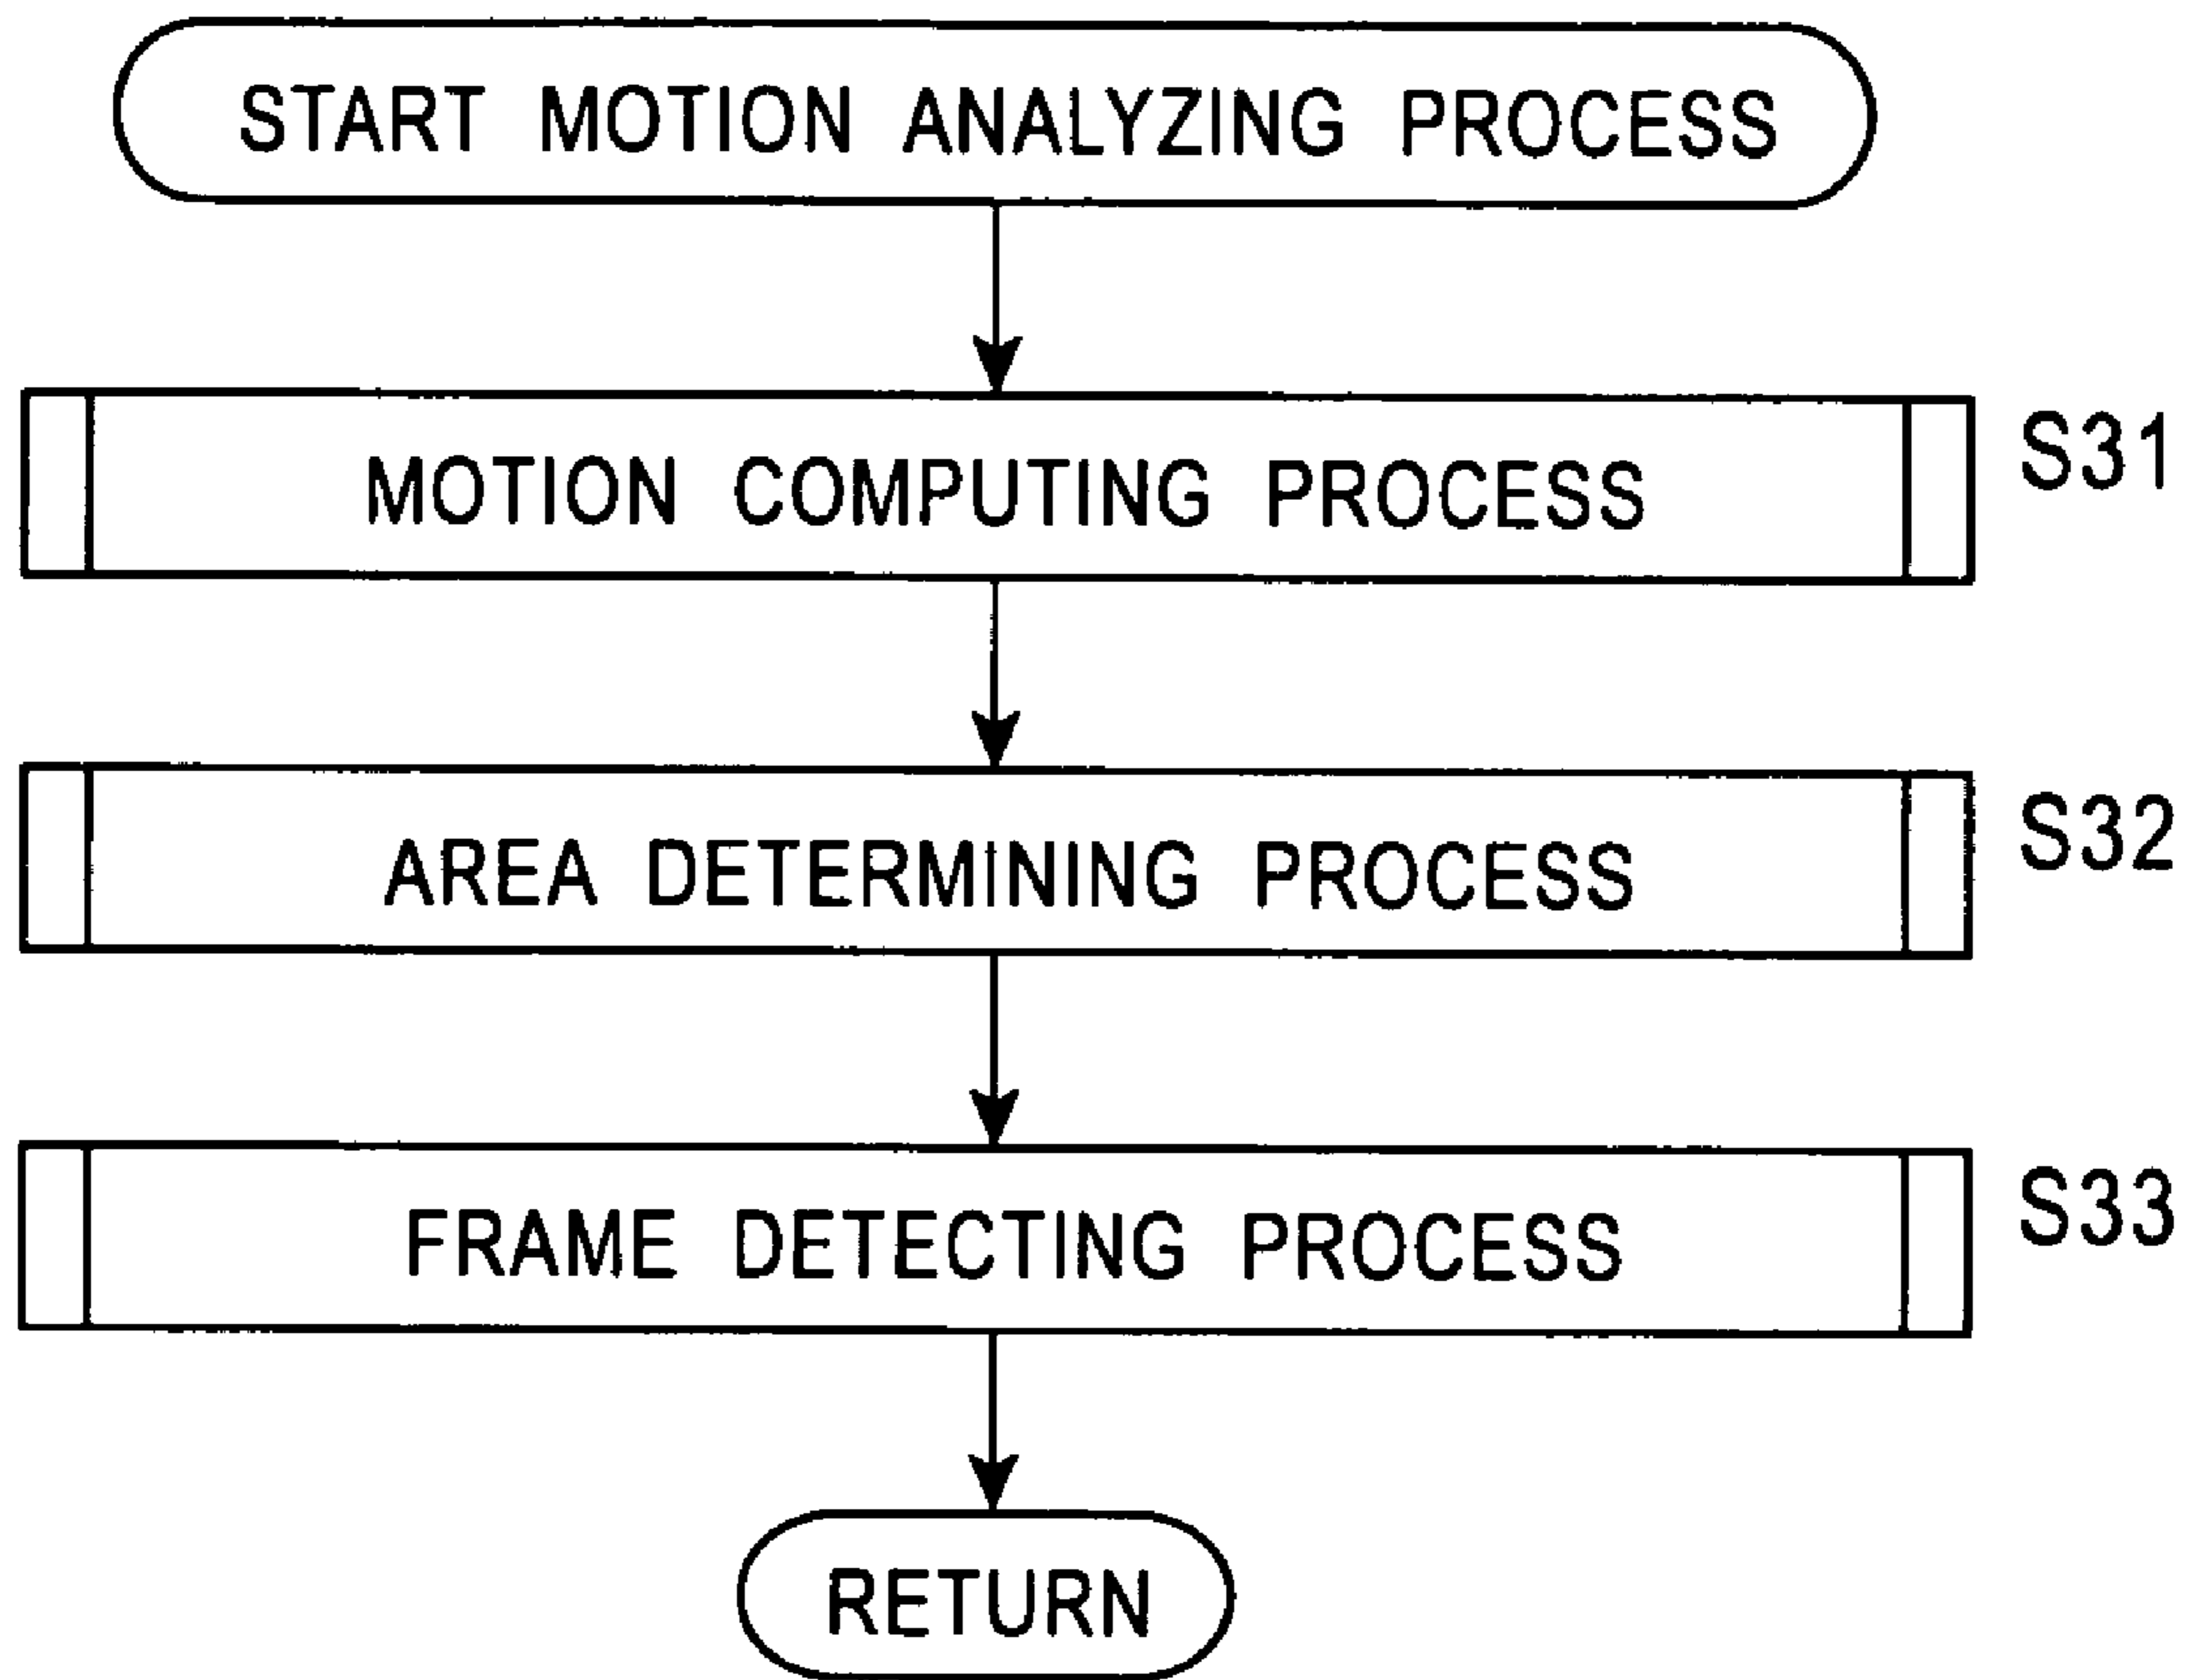 START MOTION ANALYZING PROCESS
MOTION COMPUTING PROCESS
S31
AREA DETERMINING PROCESS
S32
FRAME DETECTING PROCESS
S33
RETURN